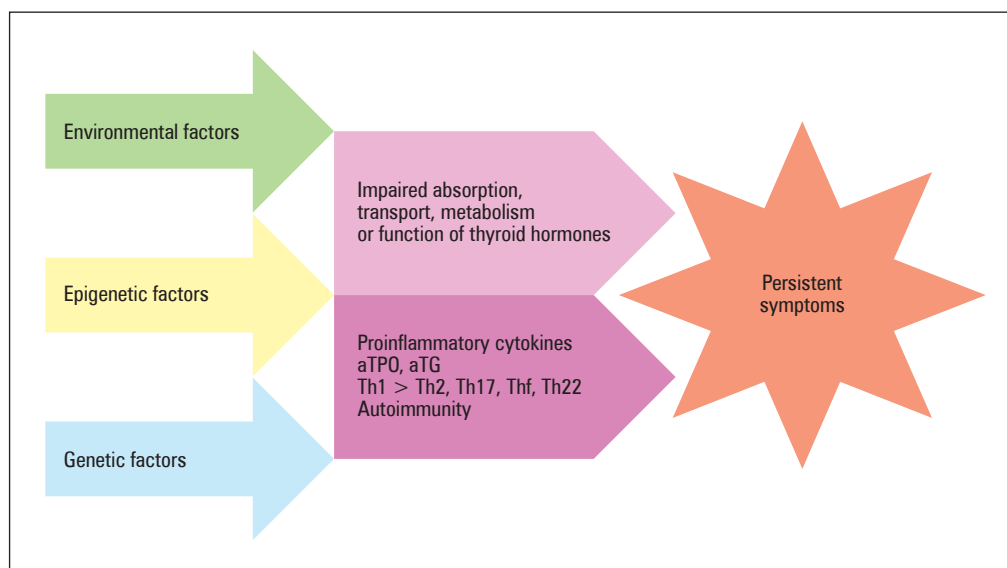 Environmental factors
Impaired absorption,
transport, metabolism
or function of thyroid hormones
Epigenetic factors
Persistent
symptoms
Proinflammatory cytokines
aTPO, aTG
Th1 > Th2, Th17, Thf, Th22
Autoimmunity
Genetic factors